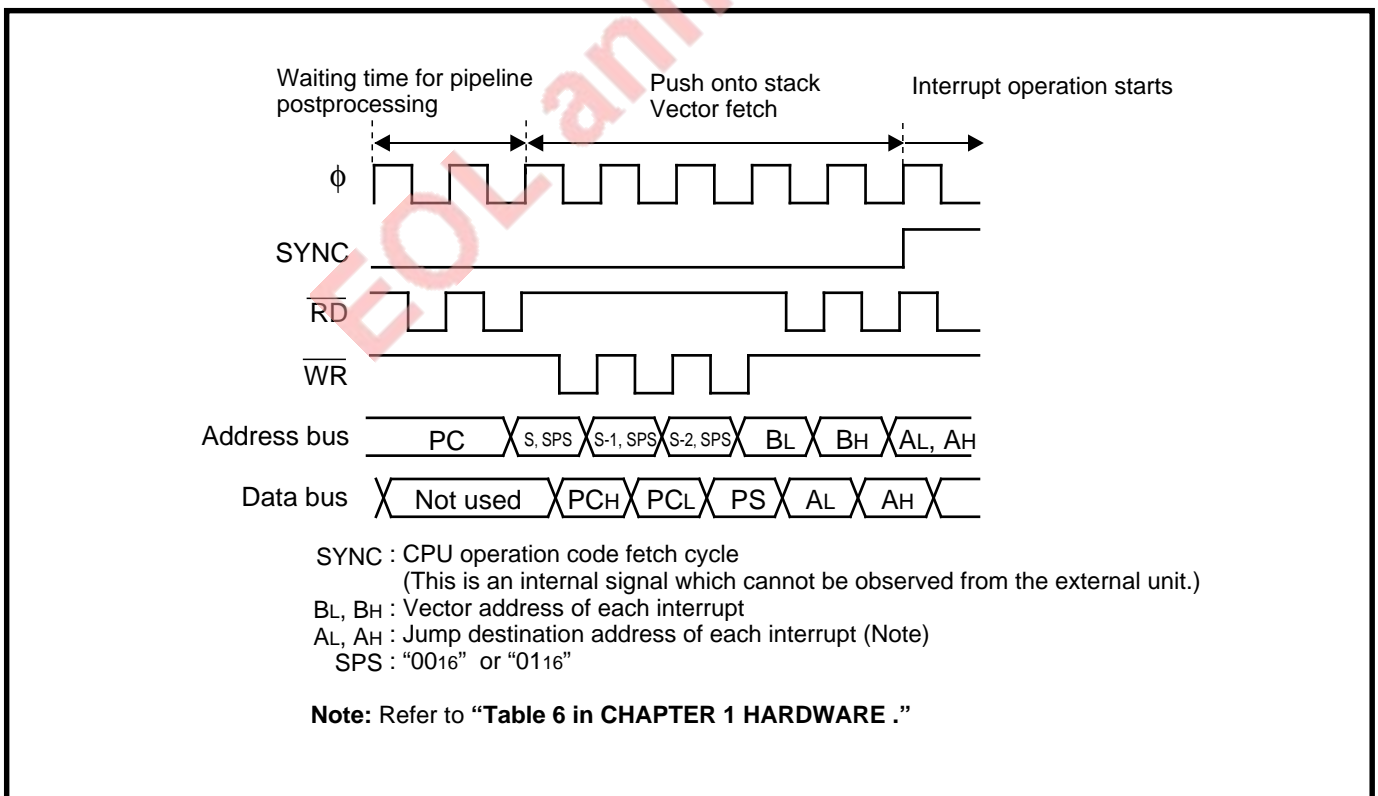 Waiting time for pipeline
postprocessing
Push onto stack
Vector fetch
Interrupt operation starts
ϕ
SYNC
RD
WR
Address bus
PC
S, SPS
S-1, SPS
S-2, SPS
BL
BH
AL, AH
Data bus
Not used
PCH
PCL
PS
AL
AH
SYNC : CPU operation code fetch cycle
(This is an internal signal which cannot be observed from the external unit.)
BL, BH : Vector address of each interrupt
AL, AH : Jump destination address of each interrupt (Note)
SPS : “0016” or “0116”
Note: Refer to “Table 6 in CHAPTER 1 HARDWARE .”
EOL